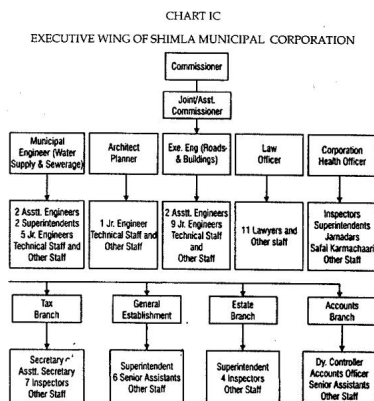 CHART IC
EXECUTIVE WING OF SHIMLA MUNICIPAL CORPORATION
Commissioner
Joint/Asst.
Commissioner
Municipal
Engineer (Water
Supply & Sewerage)
Architect
Planner
Exe. Eng (Roads-
& Buildings)
Law
Officer
Corporation
Health Officer
2 Asstt. Engineers
2 Superintendents
5 Jr. Engineers
Technical Staff and
Other Staff
1 Jr. Engineer
Technical Staff and
Other Staff
2 Asstt. Engineers
9 Jr. Engineers
Technical Staff
and
Other Staff
11 Lawyers and
Other staff
Inspectors
Superintendents
Jamadars
Safai Karmachaari
Other Staff
Tax
Branch
General
Establishment
Estate
Branch
Accounts
Branch
Secretary
Asstt. Secretary
7 Inspectors
Other Staff
Superintendent
6 Senior Assistants
Other Staff
Superintendent
4 Inspectors
Other Staff
Dy. Controller
Accounts Officer
Senior Assistants
Other Staff